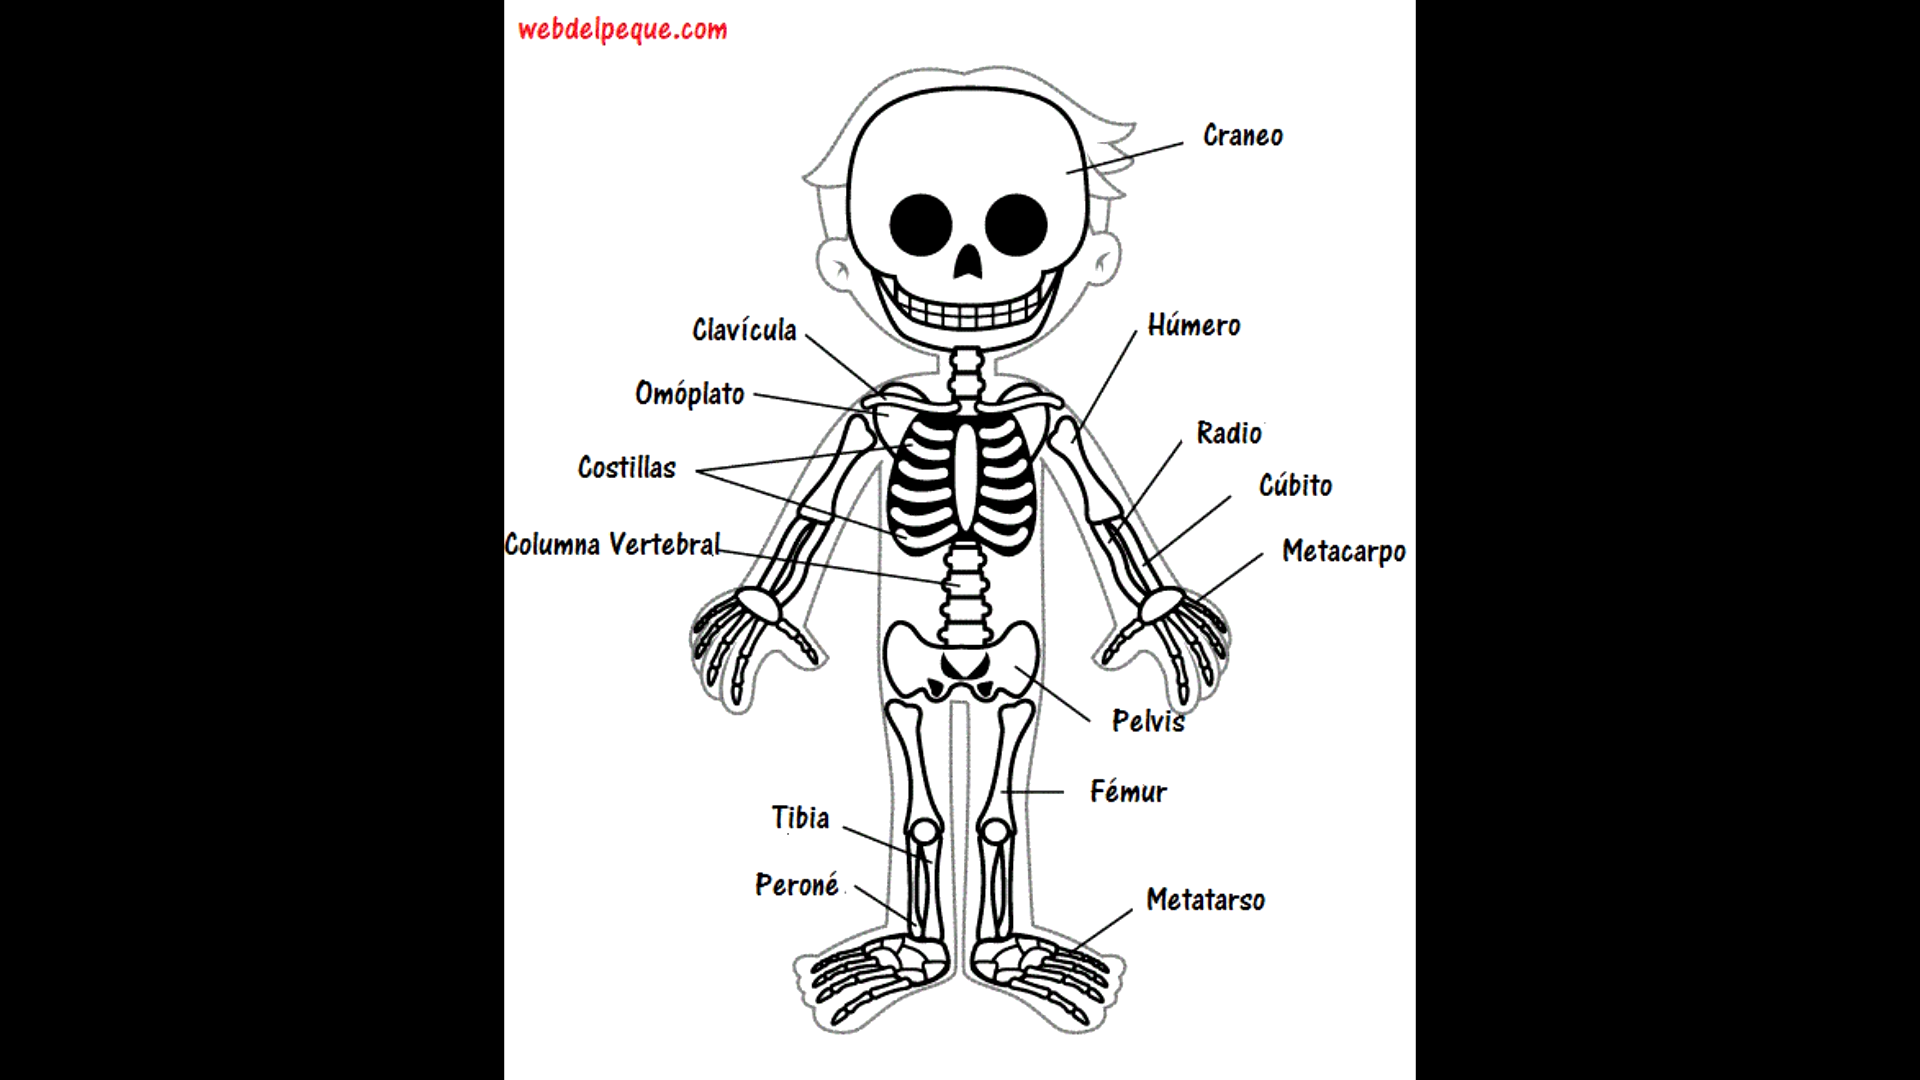 webdelpeque.com
Craneo
Clavícula
Húmero
Omóplato
Radio
Costillas
Cúbito
Columna Vertebral
Metacarpo
Pelvis
Fémur
Tibia
Peroné
Metatarso